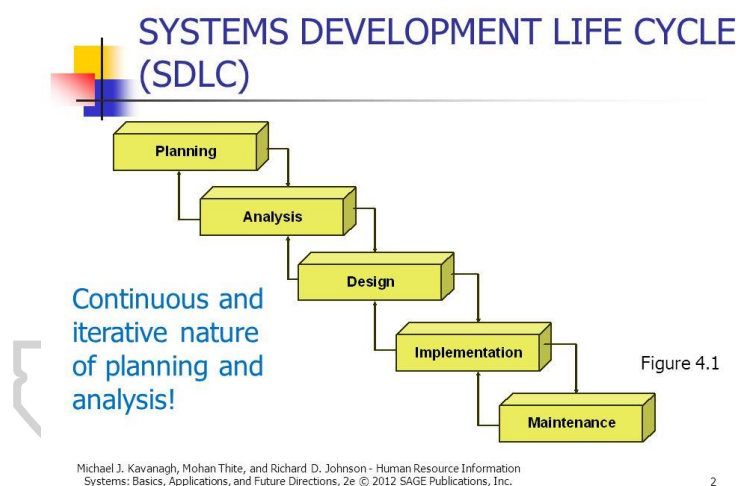 SYSTEMS DEVELOPMENT LIFE CYCLE
(SDLC)
Planning
Analysis
Design
Continuous and
iterative nature
of planning and
analysis!
Implementation
Figure 4.1
Maintenance
Michael J. Kavanagh, Mohan Thite, and Richard D. Johnson - Human Resource Information
Systems: Basics, Applications, and Future Directions, 2e © 2012 SAGE Publications, Inc.
2